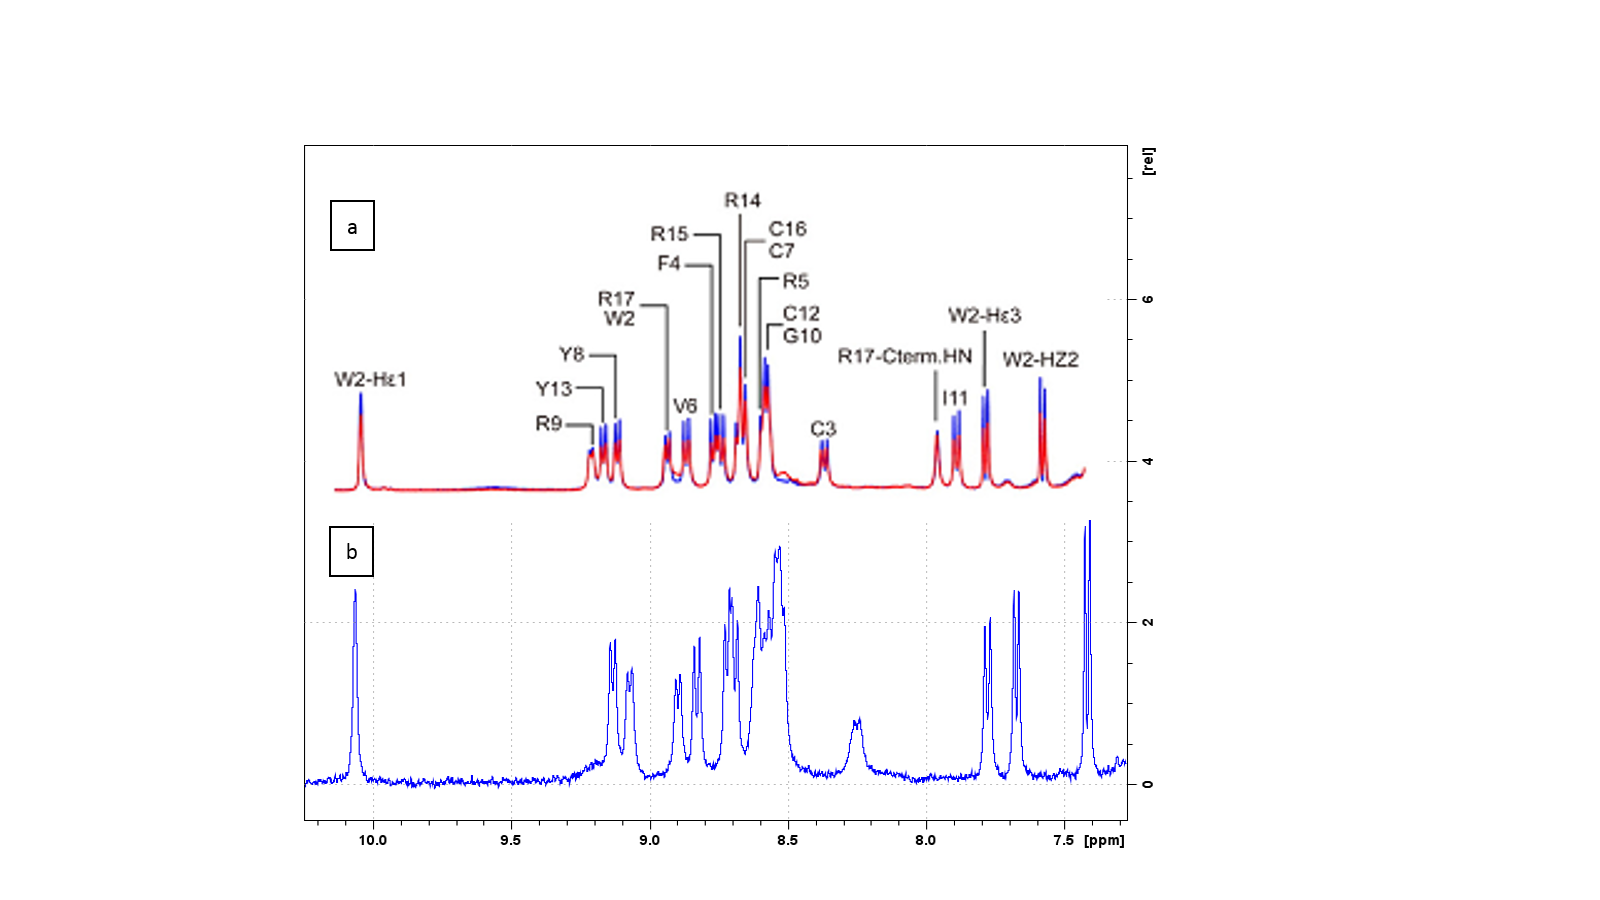 [rel]
a
R14
R15
C16
C7
F4
R5
R17
W2
C12
G10
W2-Hε3
Y8
R17-Cterm.HN
W2-HZ2
W2-Hε1
Y13
V6
I11
R9
C3
6
4
b
2
0
10.0
9.5
9.0
8.5
8.0
7.5
[ppm]